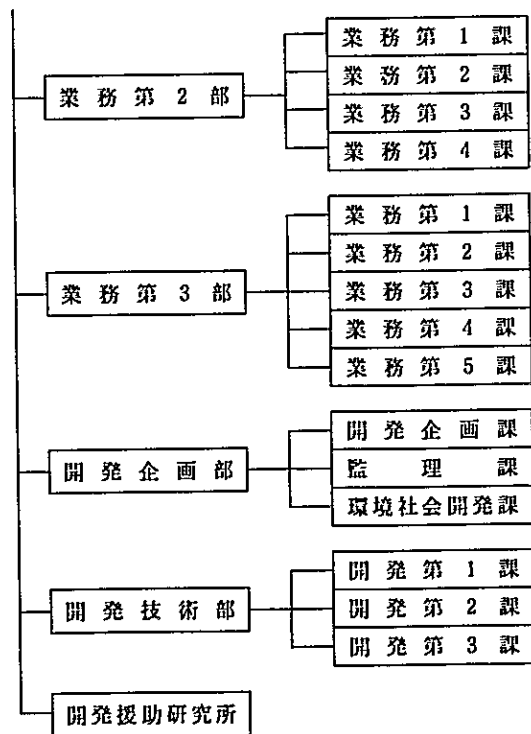 業務第2部
業務第1課
業務第2課
業務第3課
業務第4課
業務第3部
業務第1課
業務第2課
業務第3課
業務第4課
業務第5課
開発企画部
開発企画課
監理課
環境社会開発課
開発技術部
開発第1課
開発第2課
開発第3課
開発援助研究所